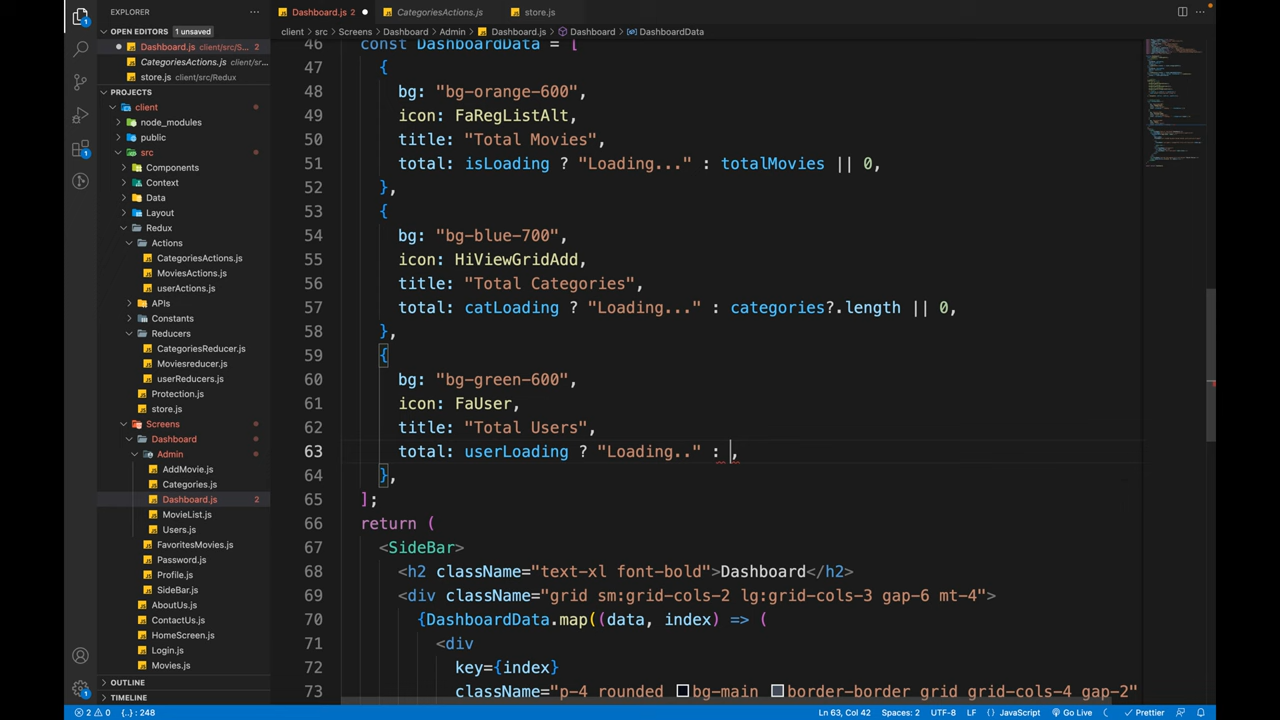 EXPLORER
OPEN EDITORS 1 unsaved
Dashboard.js client/src/S... 2
CategoriesActions.js client/sr...
store.js client/src/Redux
PROJECTS
client
node_modules
public
src
Components
Context
Data
Layout
Redux
Actions
CategoriesActions.js
MoviesActions.js
userActions.js
APIs
Constants
Reducers
CategoriesReducer.js
Moviesreducer.js
userReducers.js
Protection.js
store.js
Screens
Dashboard
Admin
AddMovie.js
Categories.js
Dashboard.js 2
MovieList.js
Users.js
FavoritesMovies.js
Password.js
Profile.js
SideBar.js
AboutUs.js
ContactUs.js
HomeScreen.js
Login.js
Movies.js
OUTLINE
TIMELINE
Dashboard.js 2 CategoriesActions.js store.js
client > src > Screens > Dashboard > Admin > Dashboard.js > Dashboard > DashboardData
46 const DashboardData = [
47 {
48 bg: "bg-orange-600",
49 icon: FaRegListAlt,
50 title: "Total Movies",
51 total: isLoading ? "Loading..." : totalMovies || 0,
52 },
53 {
54 bg: "bg-blue-700",
55 icon: HiViewGridAdd,
56 title: "Total Categories",
57 total: catLoading ? "Loading..." : categories?.length || 0,
58 },
59 {
60 bg: "bg-green-600",
61 icon: FaUser,
62 title: "Total Users",
63 total: userLoading ? "Loading.." : ,
64 },
65 ];
66 return (
67 <SideBar>
68 <h2 className="text-xl font-bold">Dashboard</h2>
69 <div className="grid sm:grid-cols-2 lg:grid-cols-3 gap-6 mt-4">
70 {DashboardData.map((data, index) => (
71 <div
72 key={index}
73 className="p-4 rounded bg-main border-border grid grid-cols-4 gap-2"
2 0 {..} : 248 Ln 63, Col 42 Spaces: 2 UTF-8 LF {} JavaScript Go Live Prettier